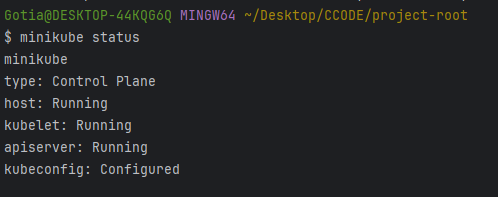 Gotia@DESKTOP-44KQG6Q MINGW64 ~/Desktop/CCODE/project-root
$ minikube status
minikube
type: Control Plane
host: Running
kubelet: Running
apiserver: Running
kubeconfig: Configured